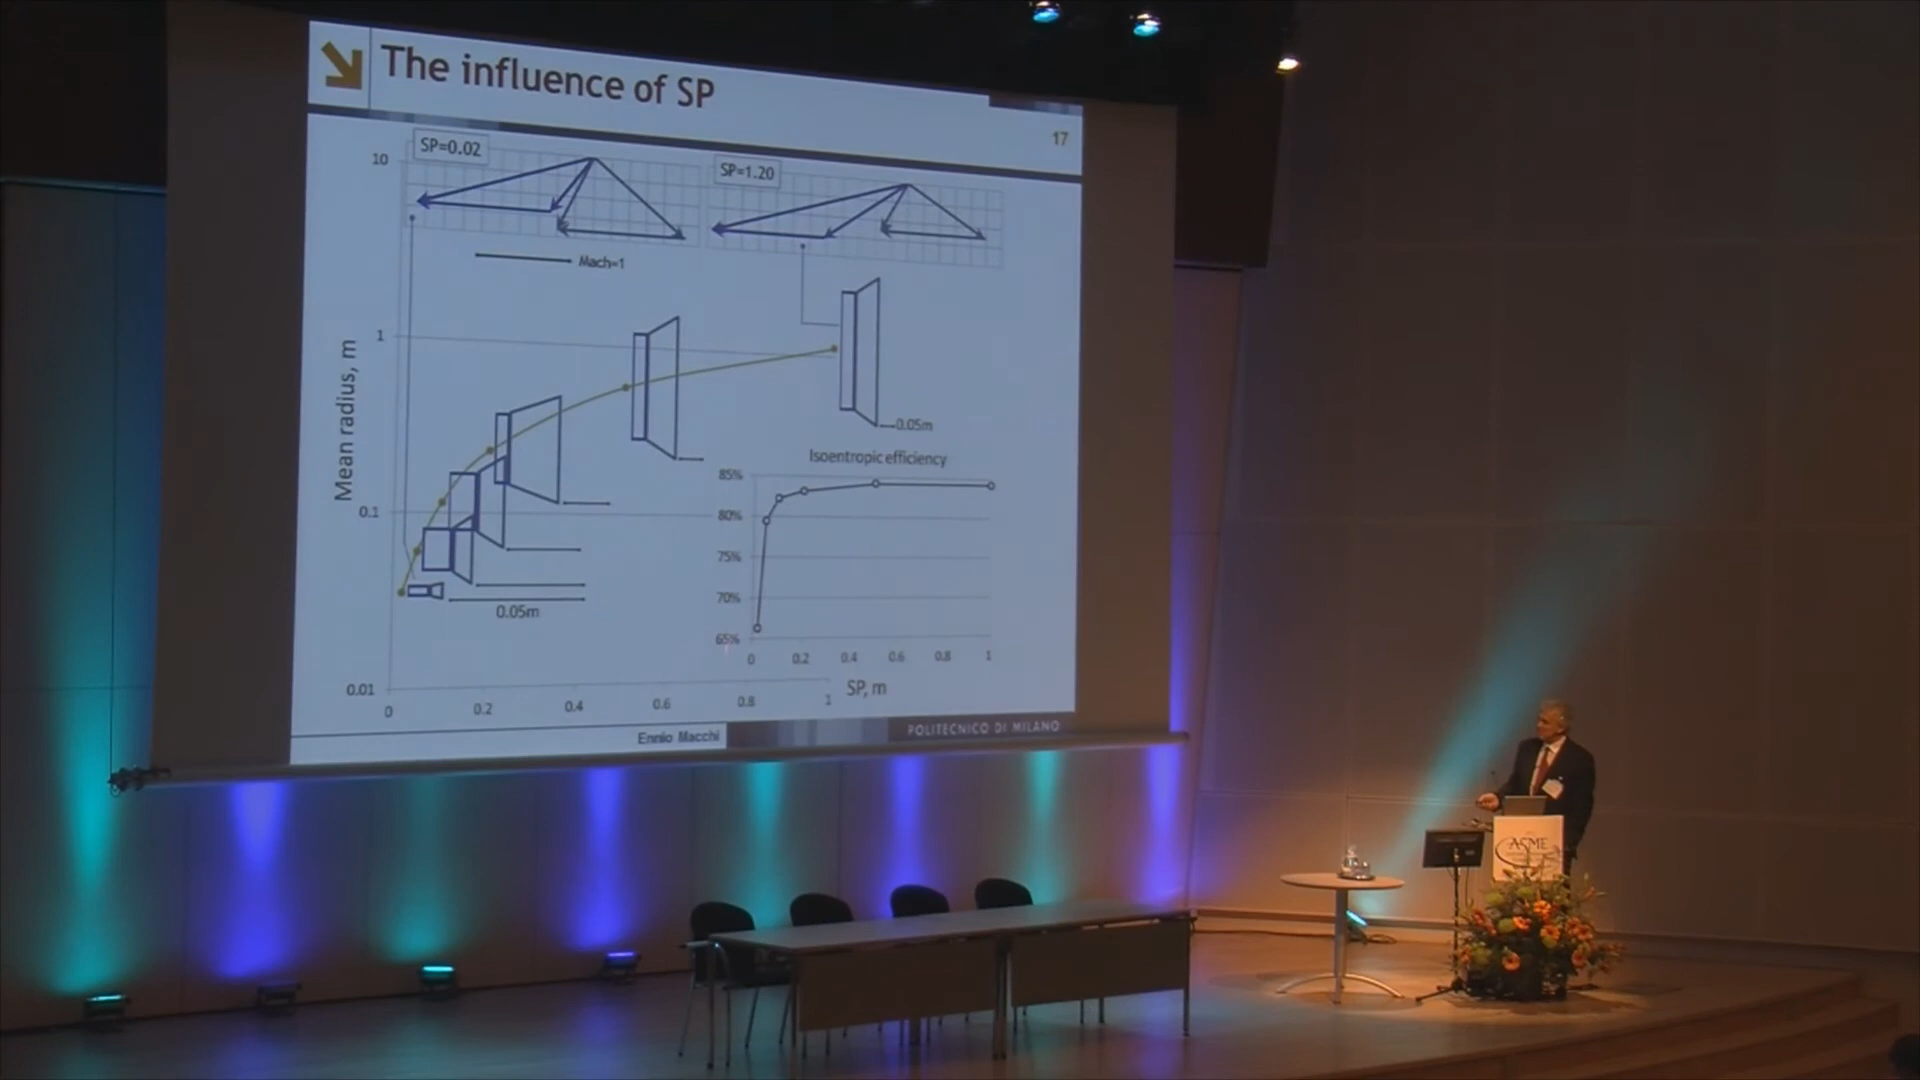 The influence of SP
17
SP=0.02
SP=1.20
10
Mach=1
1
Mean radius, m
0.05m
Isoentropic efficiency
85%
0.1
80%
75%
70%
0.05m
65%
0 0.2 0.4 0.6 0.8 1
0.01
SP, m
0 0.2 0.4 0.6 0.8 1
Ennio Macchi
POLITECNICO DI MILANO
ASME